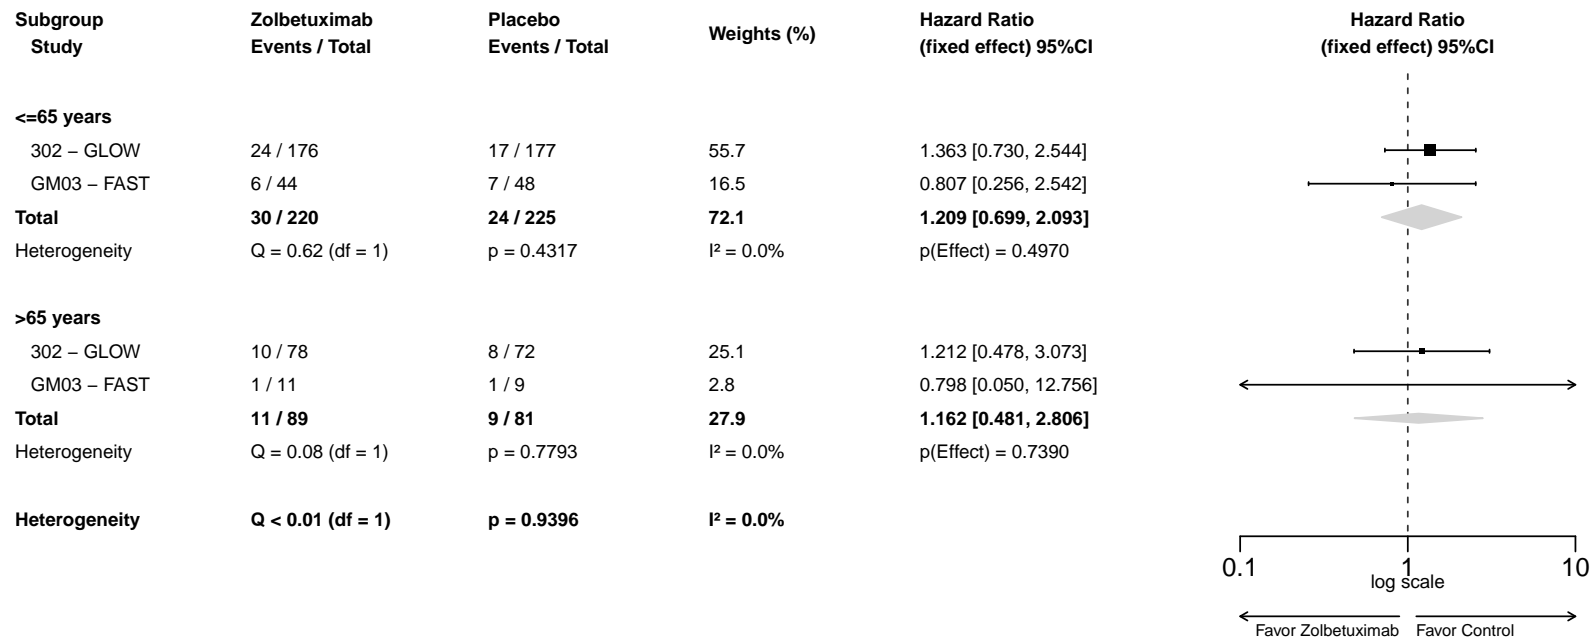 Subgroup Zolbetuximab Placebo Weights (%) Hazard Ratio Hazard Ratio
Study Events / Total Events / Total (fixed effect) 95%CI (fixed effect) 95%CI
<=65 years
302 – GLOW 24 / 176 17 / 177 55.7 1.363 [0.730, 2.544]
GM03 – FAST 6 / 44 7 / 48 16.5 0.807 [0.256, 2.542]
Total 30 / 220 24 / 225 72.1 1.209 [0.699, 2.093]
Heterogeneity Q = 0.62 (df = 1) p = 0.4317 I² = 0.0% p(Effect) = 0.4970
>65 years
302 – GLOW 10 / 78 8 / 72 25.1 1.212 [0.478, 3.073]
GM03 – FAST 1 / 11 1 / 9 2.8 0.798 [0.050, 12.756]
Total 11 / 89 9 / 81 27.9 1.162 [0.481, 2.806]
Heterogeneity Q = 0.08 (df = 1) p = 0.7793 I² = 0.0% p(Effect) = 0.7390
Heterogeneity Q < 0.01 (df = 1) p = 0.9396 I² = 0.0%
0.1 1 10
log scale
Favor Zolbetuximab Favor Control